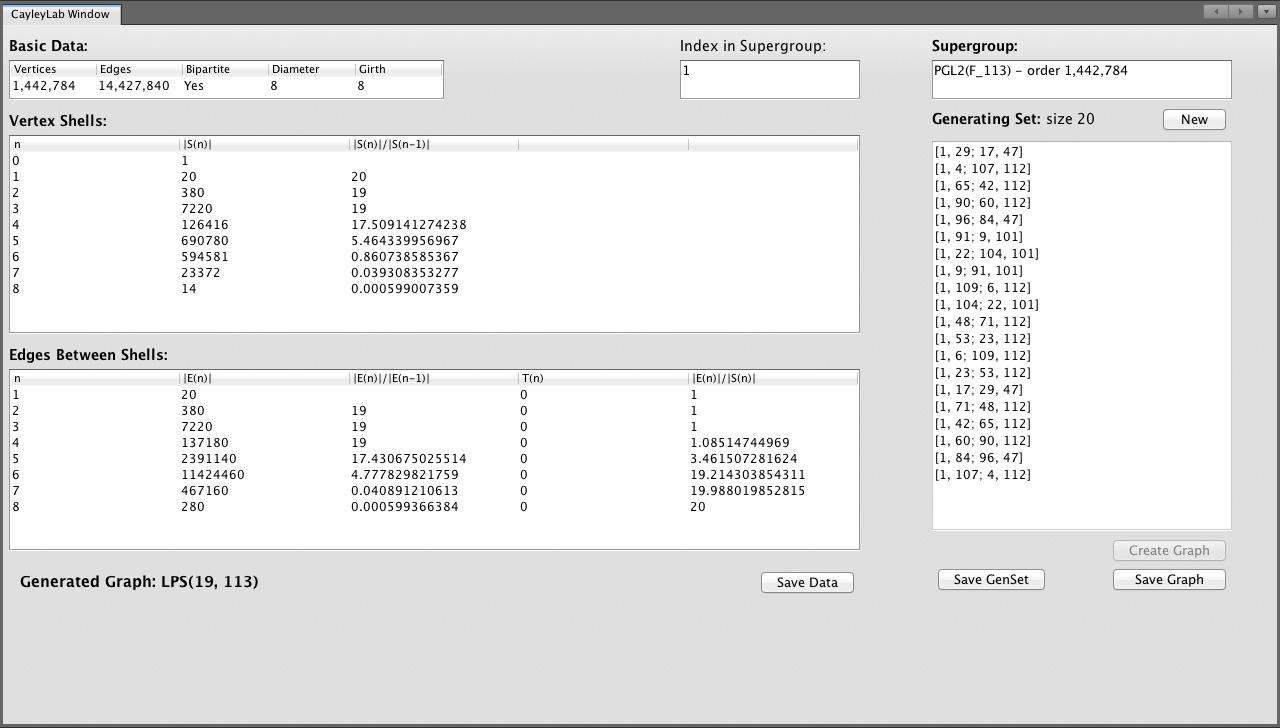 CayleyLab Window
Basic Data:
Vertices Edges Bipartite Diameter Girth
1,442,784 14,427,840 Yes 8 8
Index in Supergroup:
1
Supergroup:
PGL2(F_113) - order 1,442,784
Vertex Shells:
n |S(n)| |S(n)|/|S(n-1)|
0 1
1 20 20
2 380 19
3 7220 19
4 126416 17.509141274238
5 690780 5.464339956967
6 594581 0.860738585367
7 23372 0.039308353277
8 14 0.000599007359
Edges Between Shells:
n |E(n)| |E(n)|/|E(n-1)| T(n) |E(n)|/|S(n)|
1 20 0 1
2 380 19 0 1
3 7220 19 0 1
4 137180 19 0 1.08514744969
5 2391140 17.430675025514 0 3.461507281624
6 11424460 4.777829821759 0 19.214303854311
7 467160 0.040891210613 0 19.988019852815
8 280 0.000599366384 0 20
Generated Graph: LPS(19, 113)
Save Data
Generating Set: size 20
New
[1, 29; 17, 47]
[1, 4; 107, 112]
[1, 65; 42, 112]
[1, 90; 60, 112]
[1, 96; 84, 47]
[1, 91; 9, 101]
[1, 22; 104, 101]
[1, 9; 91, 101]
[1, 109; 6, 112]
[1, 104; 22, 101]
[1, 48; 71, 112]
[1, 53; 23, 112]
[1, 6; 109, 112]
[1, 23; 53, 112]
[1, 17; 29, 47]
[1, 71; 48, 112]
[1, 42; 65, 112]
[1, 60; 90, 112]
[1, 84; 96, 47]
[1, 107; 4, 112]
Create Graph
Save GenSet
Save Graph